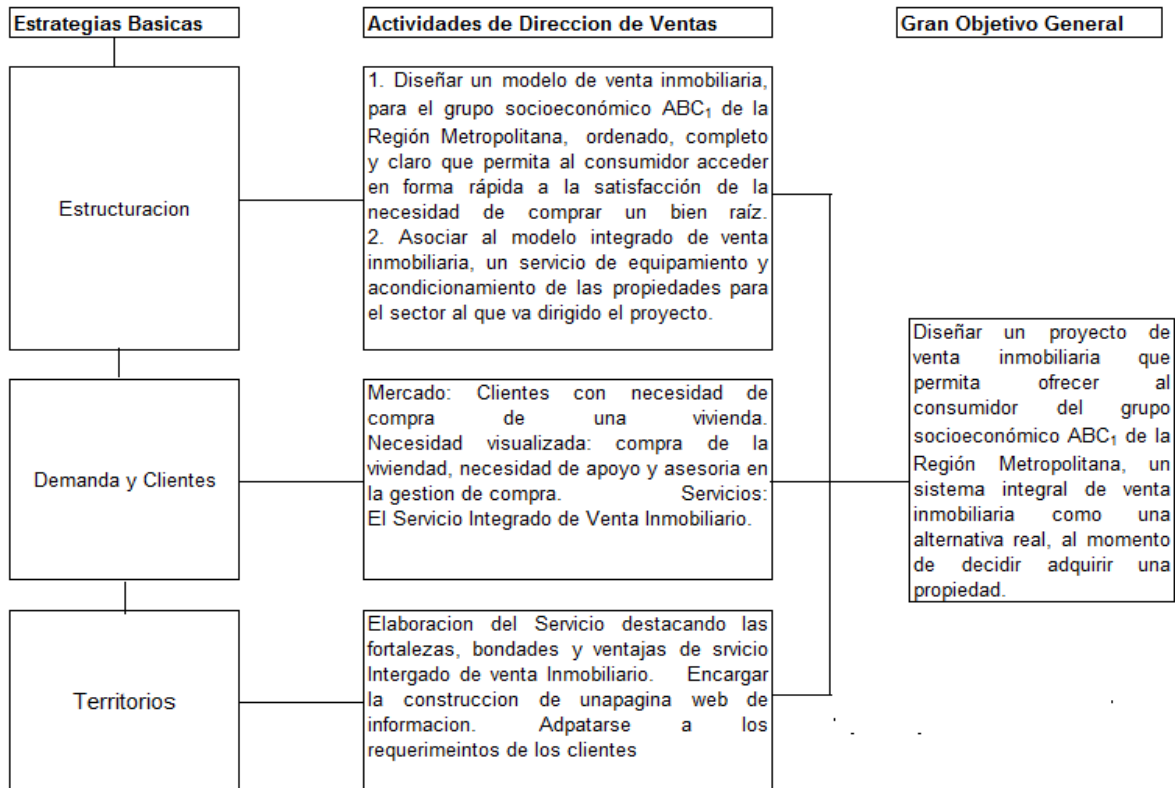 Estrategias Basicas
Actividades de Direccion de Ventas
Gran Objetivo General
Estructuracion
1. Diseñar un modelo de venta inmobiliaria,
para el grupo socioeconómico ABC₁ de la
Región Metropolitana, ordenado, completo
y claro que permita al consumidor acceder
en forma rápida a la satisfacción de la
necesidad de comprar un bien raíz.
2. Asociar al modelo integrado de venta
inmobiliaria, un servicio de equipamiento y
acondicionamiento de las propiedades para
el sector al que va dirigido el proyecto.
Demanda y Clientes
Mercado: Clientes con necesidad de
compra de una vivienda.
Necesidad visualizada: compra de la
viviendad, necesidad de apoyo y asesoria en
la gestion de compra. Servicios:
El Servicio Integrado de Venta Inmobiliario.
Territorios
Elaboracion del Servicio destacando las
fortalezas, bondades y ventajas de srvicio
Intergado de venta Inmobiliario. Encargar
la construccion de unapagina web de
informacion. Adpatarse a los
requerimeintos de los clientes
Diseñar un proyecto de
venta inmobiliaria que
permita ofrecer al
consumidor del grupo
socioeconómico ABC₁ de la
Región Metropolitana, un
sistema integral de venta
inmobiliaria como una
alternativa real, al momento
de decidir adquirir una
propiedad.